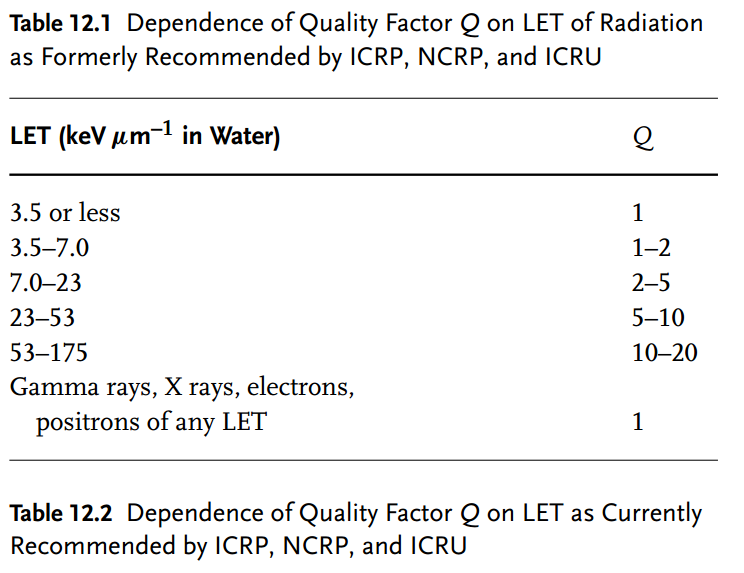 Table 12.1 Dependence of Quality Factor Q on LET of Radiation
as Formerly Recommended by ICRP, NCRP, and ICRU
LET (keV μm⁻¹ in Water) Q
3.5 or less 1
3.5–7.0 1–2
7.0–23 2–5
23–53 5–10
53–175 10–20
Gamma rays, X rays, electrons,
positrons of any LET 1
Table 12.2 Dependence of Quality Factor Q on LET as Currently
Recommended by ICRP, NCRP, and ICRU